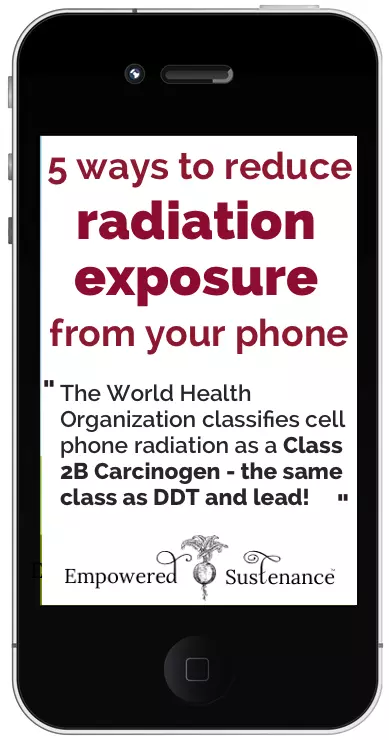 5 ways to reduce
radiation
exposure
from your phone
"The World Health
Organization classifies cell
phone radiation as a Class
2B Carcinogen - the same
class as DDT and lead! "
Empowered Sustenance™